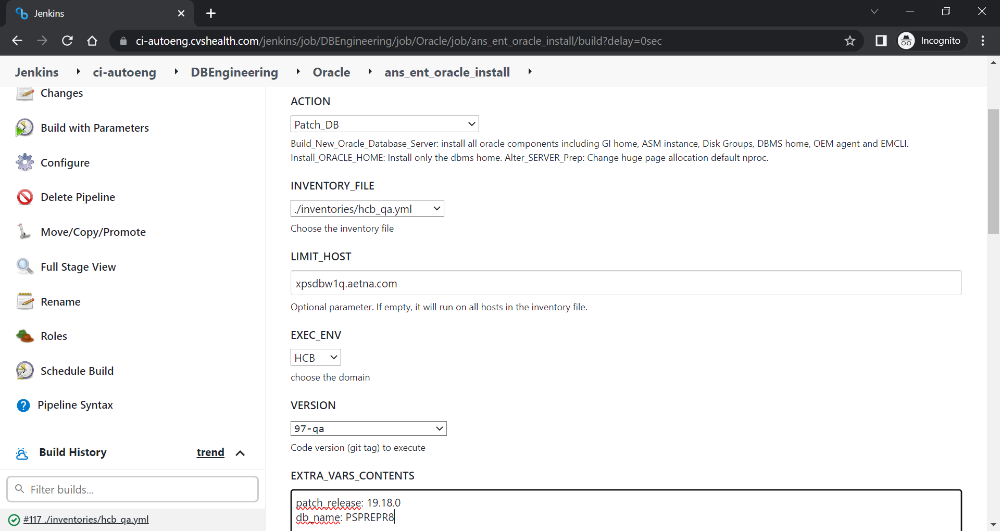 Jenkins
ci-autoeng.cvshealth.com/jenkins/job/DBEngineering/job/Oracle/job/ans_ent_oracle_install/build?delay=0sec
Incognito
Jenkins ci-autoeng DBEngineering Oracle ans_ent_oracle_install
Changes
Build with Parameters
Configure
Delete Pipeline
Move/Copy/Promote
Full Stage View
Rename
Roles
Schedule Build
Pipeline Syntax
Build History trend
Filter builds...
#117 ./inventories/hcb_qa.yml
ACTION
Patch_DB
Build_New_Oracle_Database_Server: install all oracle components including GI home, ASM instance, Disk Groups, DBMS home, OEM agent and EMCLI.
Install_ORACLE_HOME: Install only the dbms home. Alter_SERVER_Prep: Change huge page allocation default nproc.
INVENTORY_FILE
./inventories/hcb_qa.yml
Choose the inventory file
LIMIT_HOST
xpsdbw1q.aetna.com
Optional parameter. If empty, it will run on all hosts in the inventory file.
EXEC_ENV
HCB
choose the domain
VERSION
97-qa
Code version (git tag) to execute
EXTRA_VARS_CONTENTS
patch_release: 19.18.0
db_name: PSPREPR8